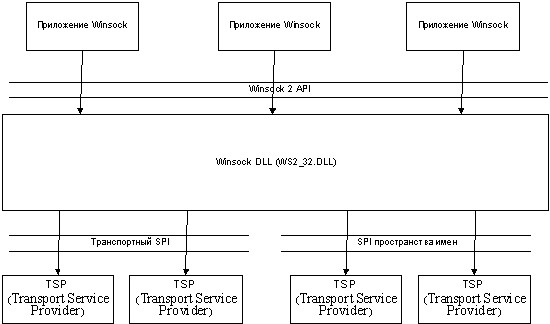 Приложение Winsock Приложение Winsock Приложение Winsock
Winsock 2 API
Winsock DLL (WS2_32.DLL)
Транспортный SPI SPI пространства имен
TSP TSP TSP TSP
(Transport Service (Transport Service (Transport Service (Transport Service
Provider) Provider) Provider) Provider)